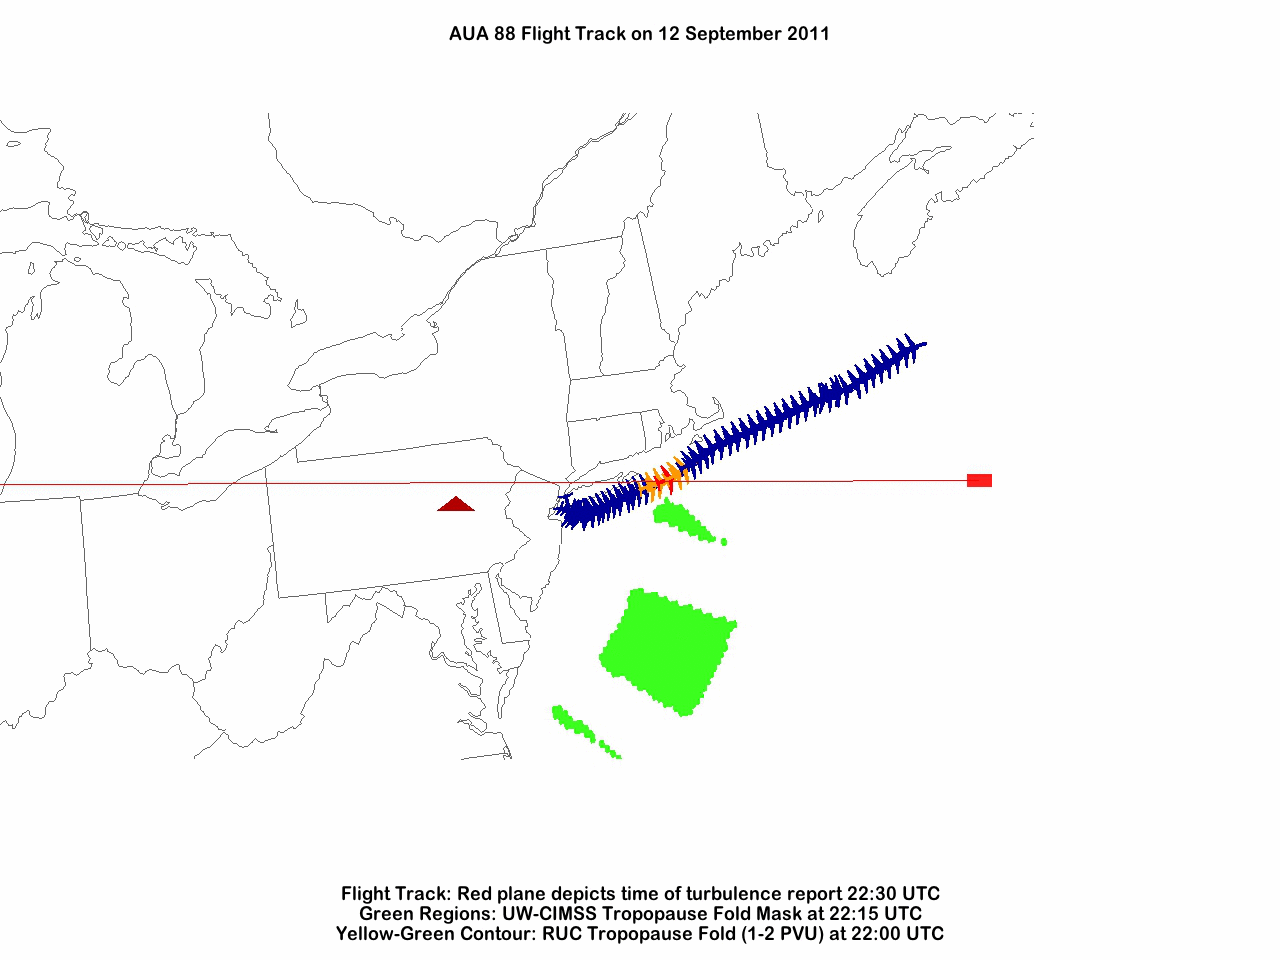 AUA 88 Flight Track on 12 September 2011
Flight Track: Red plane depicts time of turbulence report 22:30 UTC
Green Regions: UW-CIMSS Tropopause Fold Mask at 22:15 UTC
Yellow-Green Contour: RUC Tropopause Fold (1-2 PVU) at 22:00 UTC